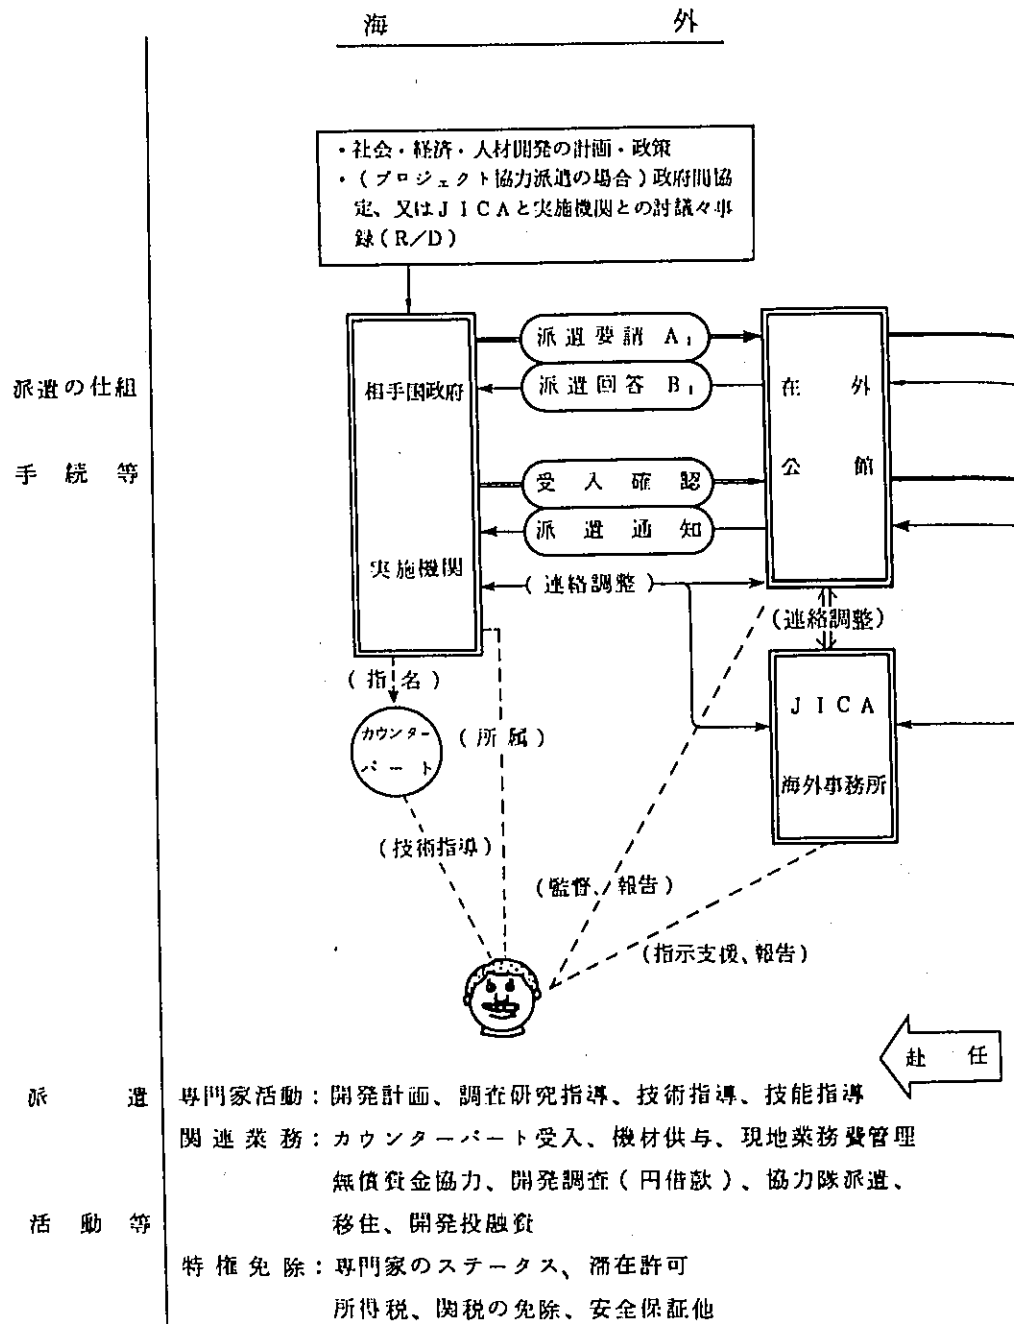 海外
・社会・経済・人材開発の計画・政策
・(プロジェクト協力派遣の場合)政府間協
定、又はJICAと実施機関との討議々事
録(R/D)
派遣の仕組
手続等
相手国政府
実施機関
派遣要請 A₁
派遣回答 B₁
受入確認
派遣通知
(連絡調整)
在外
公館
(連絡調整)
JICA
海外事務所
(指名)
カウンター
パート
(所属)
(技術指導)
(監督、報告)
(指示支援、報告)
赴任
派遣
活動等
専門家活動:開発計画、調査研究指導、技術指導、技能指導
関連業務:カウンターパート受入、機材供与、現地業務費管理
無償資金協力、開発調査(円借款)、協力隊派遣、
移住、開発投融資
特権免除:専門家のステータス、滞在許可
所得税、関税の免除、安全保証他